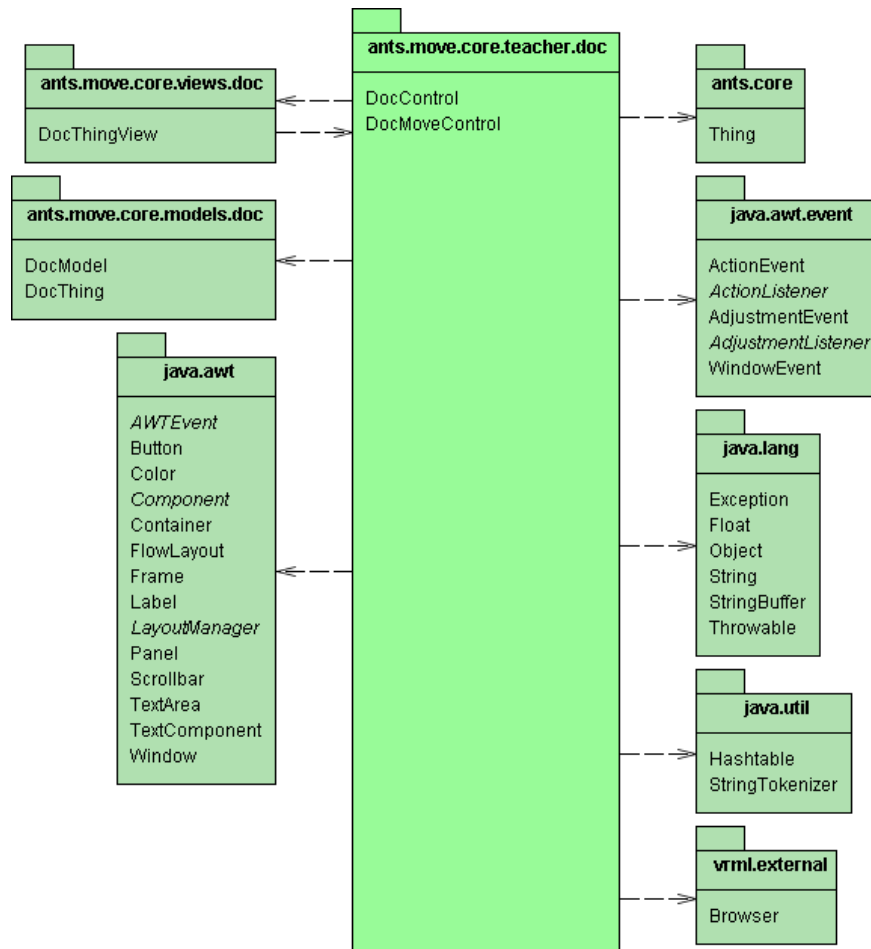 ants.move.core.teacher.doc
DocControl
DocMoveControl
ants.move.core.views.doc
DocThingView
ants.move.core.models.doc
DocModel
DocThing
java.awt
AWTEvent
Button
Color
Component
Container
FlowLayout
Frame
Label
LayoutManager
Panel
Scrollbar
TextArea
TextComponent
Window
ants.core
Thing
java.awt.event
ActionEvent
ActionListener
AdjustmentEvent
AdjustmentListener
WindowEvent
java.lang
Exception
Float
Object
String
StringBuffer
Throwable
java.util
Hashtable
StringTokenizer
vrml.external
Browser